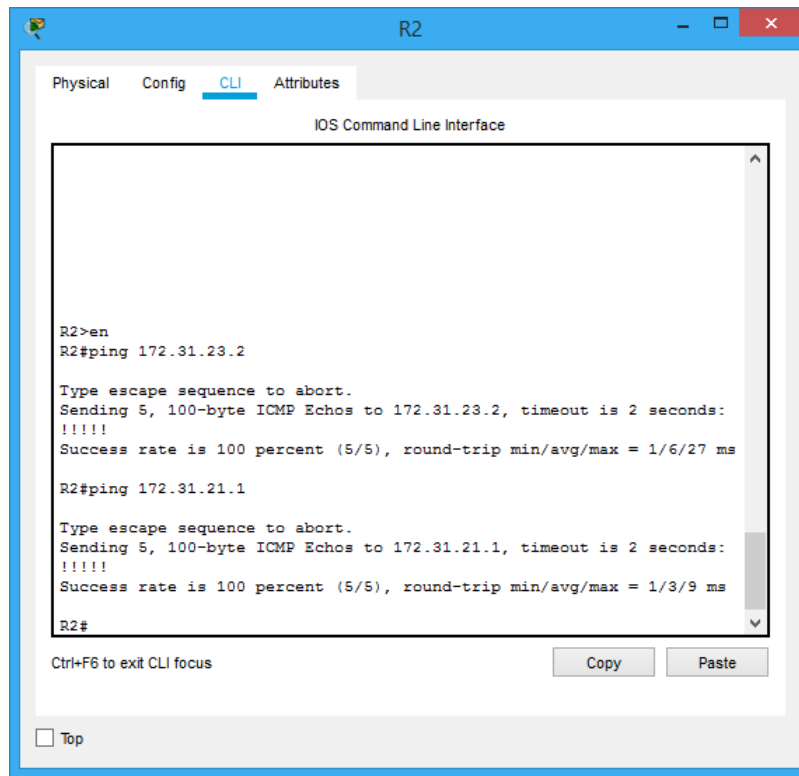 R2
Physical Config CLI Attributes
IOS Command Line Interface
R2>en
R2#ping 172.31.23.2
Type escape sequence to abort.
Sending 5, 100-byte ICMP Echos to 172.31.23.2, timeout is 2 seconds:
!!!!!
Success rate is 100 percent (5/5), round-trip min/avg/max = 1/6/27 ms
R2#ping 172.31.21.1
Type escape sequence to abort.
Sending 5, 100-byte ICMP Echos to 172.31.21.1, timeout is 2 seconds:
!!!!!
Success rate is 100 percent (5/5), round-trip min/avg/max = 1/3/9 ms
R2#
Ctrl+F6 to exit CLI focus
Copy Paste
Top